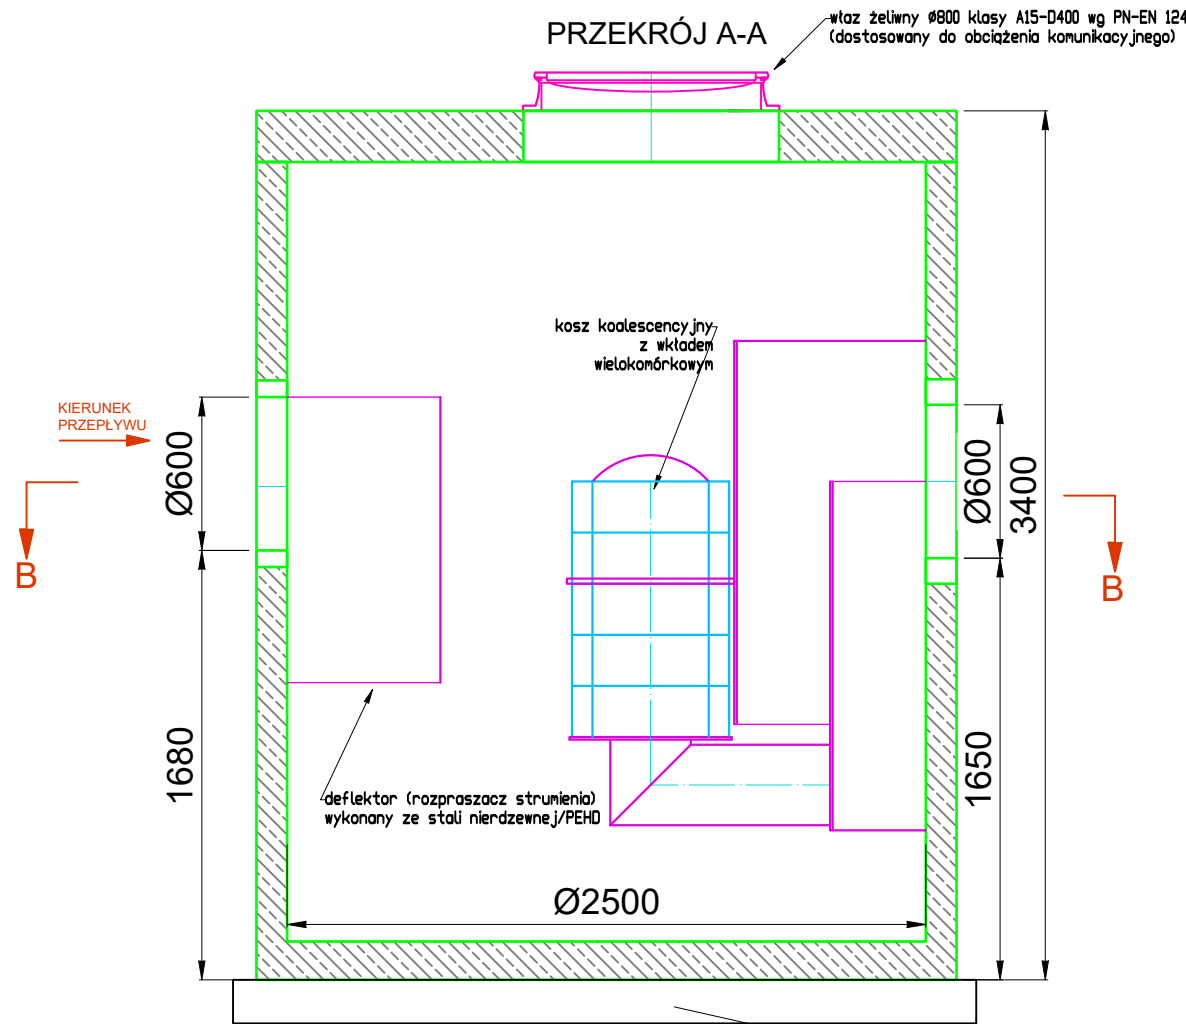 PRZEKRÓJ A-A
właz żeliwny Ø800 klasy A15-D400 wg PN-EN 124
(dostosowany do obciążenia komunikacyjnego)
kosz koalescencyjny
z wkładem
wielokomórkowym
KIERUNEK
PRZEPŁYWU
Ø600
Ø600
3400
B
B
1680
1650
deflektor (rozpraszacz strumienia)
wykonany ze stali nierdzewnej/PEHD
Ø2500